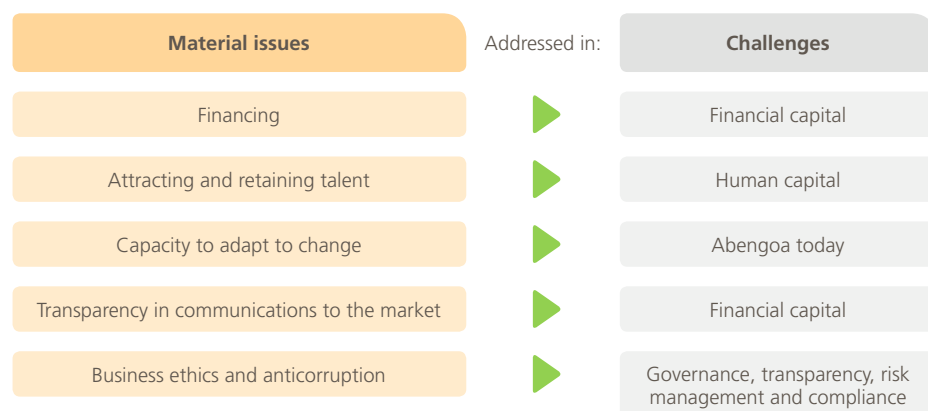 Material issues Addressed in: Challenges
Financing Financial capital
Attracting and retaining talent Human capital
Capacity to adapt to change Abengoa today
Transparency in communications to the market Financial capital
Business ethics and anticorruption Governance, transparency, risk
management and compliance